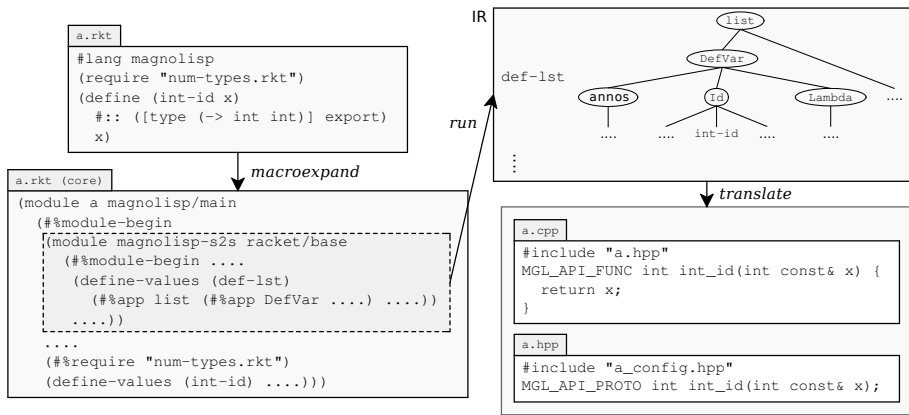 a.rkt
#lang magnolisp
(require "num-types.rkt")
(define (int-id x)
  #:: ([type (-> int int)] export)
  x)
macroexpand
a.rkt (core)
(module a magnolisp/main
  (#%module-begin
   (module magnolisp-s2s racket/base
     (#%module-begin ....
      (define-values (def-lst)
        (#%app list (#%app DefVar ....) ....))
      ....))
   ....
   (#%require "num-types.rkt")
   (define-values (int-id) ....)))
run
IR
list
DefVar
def-lst
annos Id Lambda ....
.... .... int-id .... ....
⋮
translate
a.cpp
#include "a.hpp"
MGL_API_FUNC int int_id(int const& x) {
  return x;
}
a.hpp
#include "a_config.hpp"
MGL_API_PROTO int int_id(int const& x);